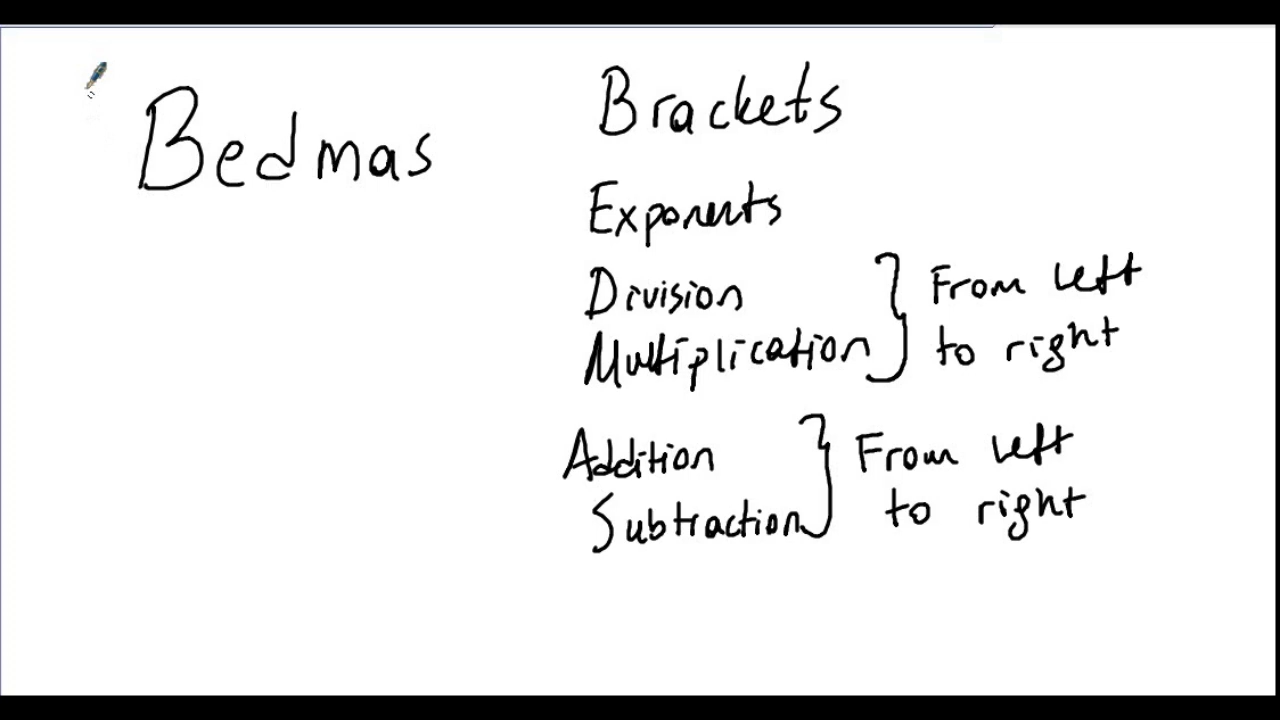 Bedmas
Brackets
Exponents
Division
Multiplication
From left
to right
Addition
Subtraction
From left
to right